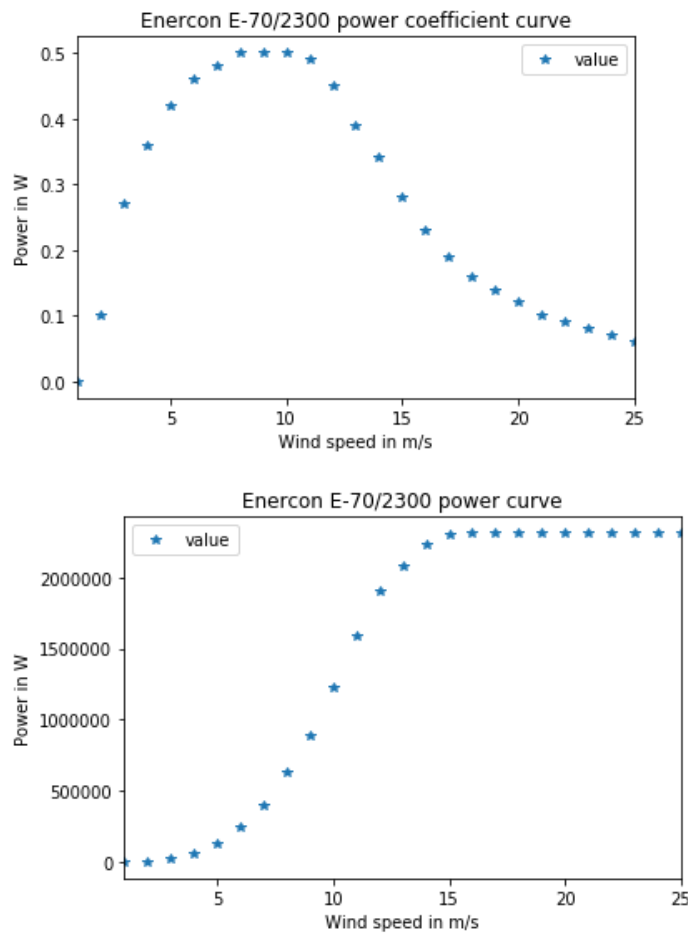 Enercon E-70/2300 power coefficient curve
value
0.5
0.4
0.3
0.2
0.1
0.0
Power in W
5 10 15 20 25
Wind speed in m/s
Enercon E-70/2300 power curve
value
2000000
1500000
1000000
500000
0
Power in W
5 10 15 20 25
Wind speed in m/s